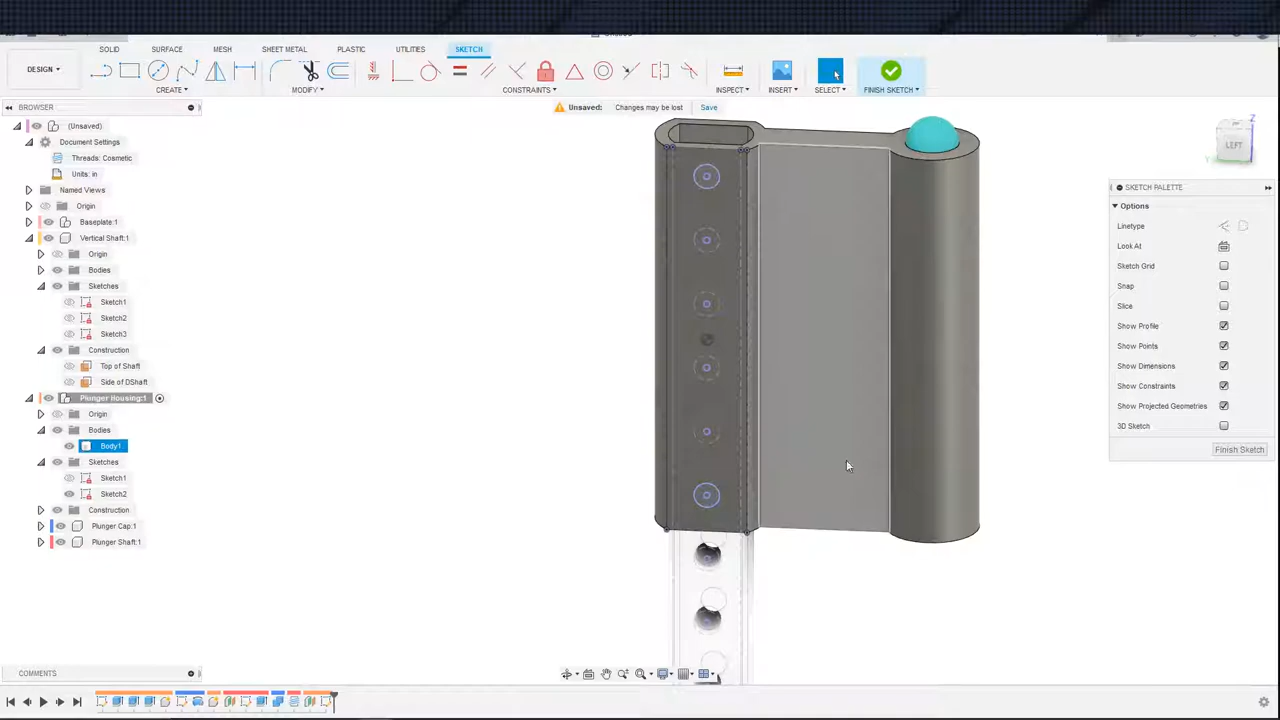 SOLID SURFACE MESH SHEET METAL PLASTIC UTILITIES SKETCH
DESIGN
CREATE MODIFY CONSTRAINTS INSPECT INSERT SELECT FINISH SKETCH
BROWSER
Unsaved: Changes may be lost Save
(Unsaved)
Document Settings
Threads: Cosmetic
Units: in
Named Views
Origin
Baseplate:1
Vertical Shaft:1
Origin
Bodies
Sketches
Sketch1
Sketch2
Sketch3
Construction
Top of Shaft
Side of DShaft
Plunger Housing:1
Origin
Bodies
Body1
Sketches
Sketch1
Sketch2
Construction
Plunger Cap:1
Plunger Shaft:1
LEFT
Z
SKETCH PALETTE
Options
Linetype
Look At
Sketch Grid
Snap
Slice
Show Profile
Show Points
Show Dimensions
Show Constraints
Show Projected Geometries
3D Sketch
Finish Sketch
COMMENTS